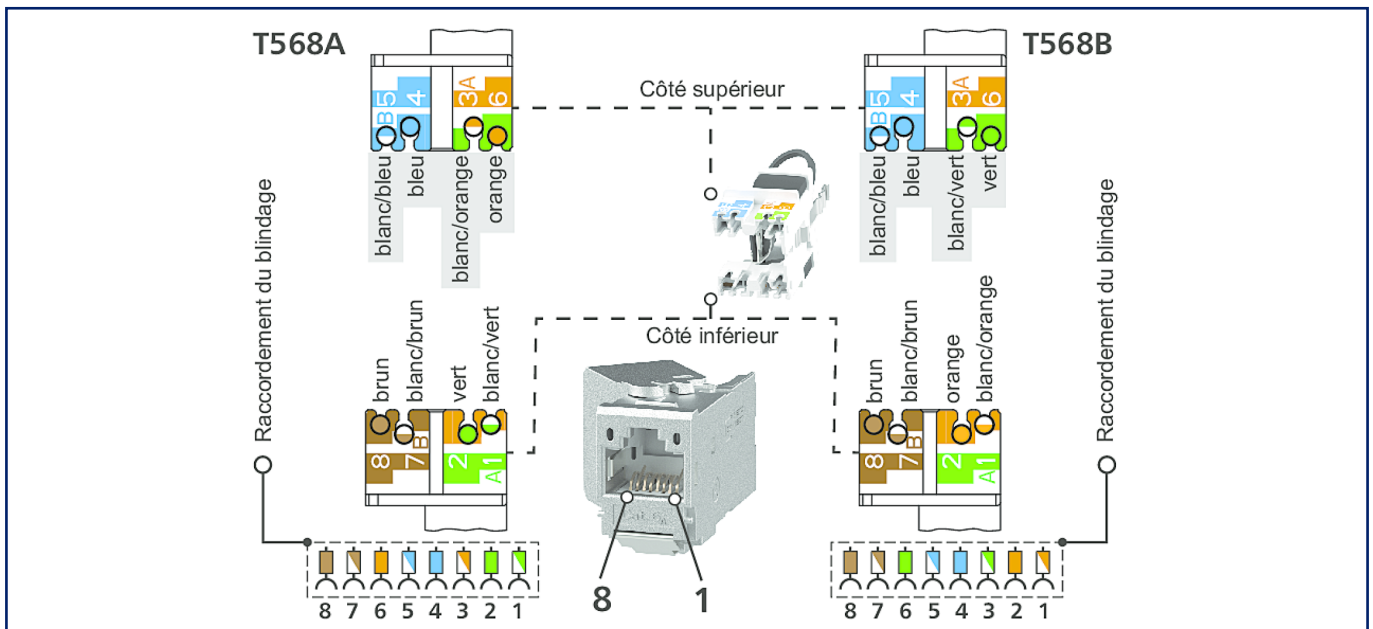 T568A
T568B
Côté supérieur
B5
4
3A
6
B5
4
3A
6
blanc/bleu
bleu
blanc/orange
orange
blanc/bleu
bleu
blanc/vert
vert
Raccordement du blindage
Raccordement du blindage
Côté inférieur
brun
blanc/brun
vert
blanc/vert
brun
blanc/brun
orange
blanc/orange
8
7B
2
A1
8
7B
2
A1
8 7 6 5 4 3 2 1
8 1
8 7 6 5 4 3 2 1